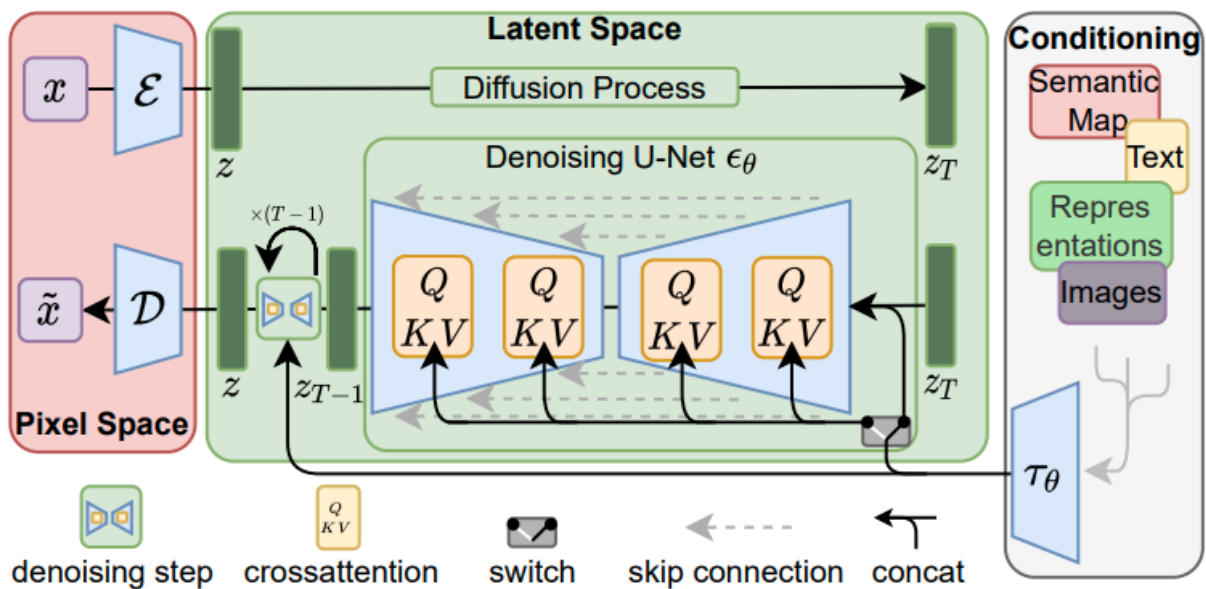 Latent Space
Conditioning
x
ℰ
Diffusion Process
Semantic
Map
z
z_T
Text
Denoising U-Net ϵ_θ
×(T − 1)
Repres
entations
Images
Q
KV
Q
KV
Q
KV
Q
KV
x̃
𝒟
z
z_{T−1}
z_T
Pixel Space
τ_θ
Q
KV
denoising step
crossattention
switch
skip connection
concat